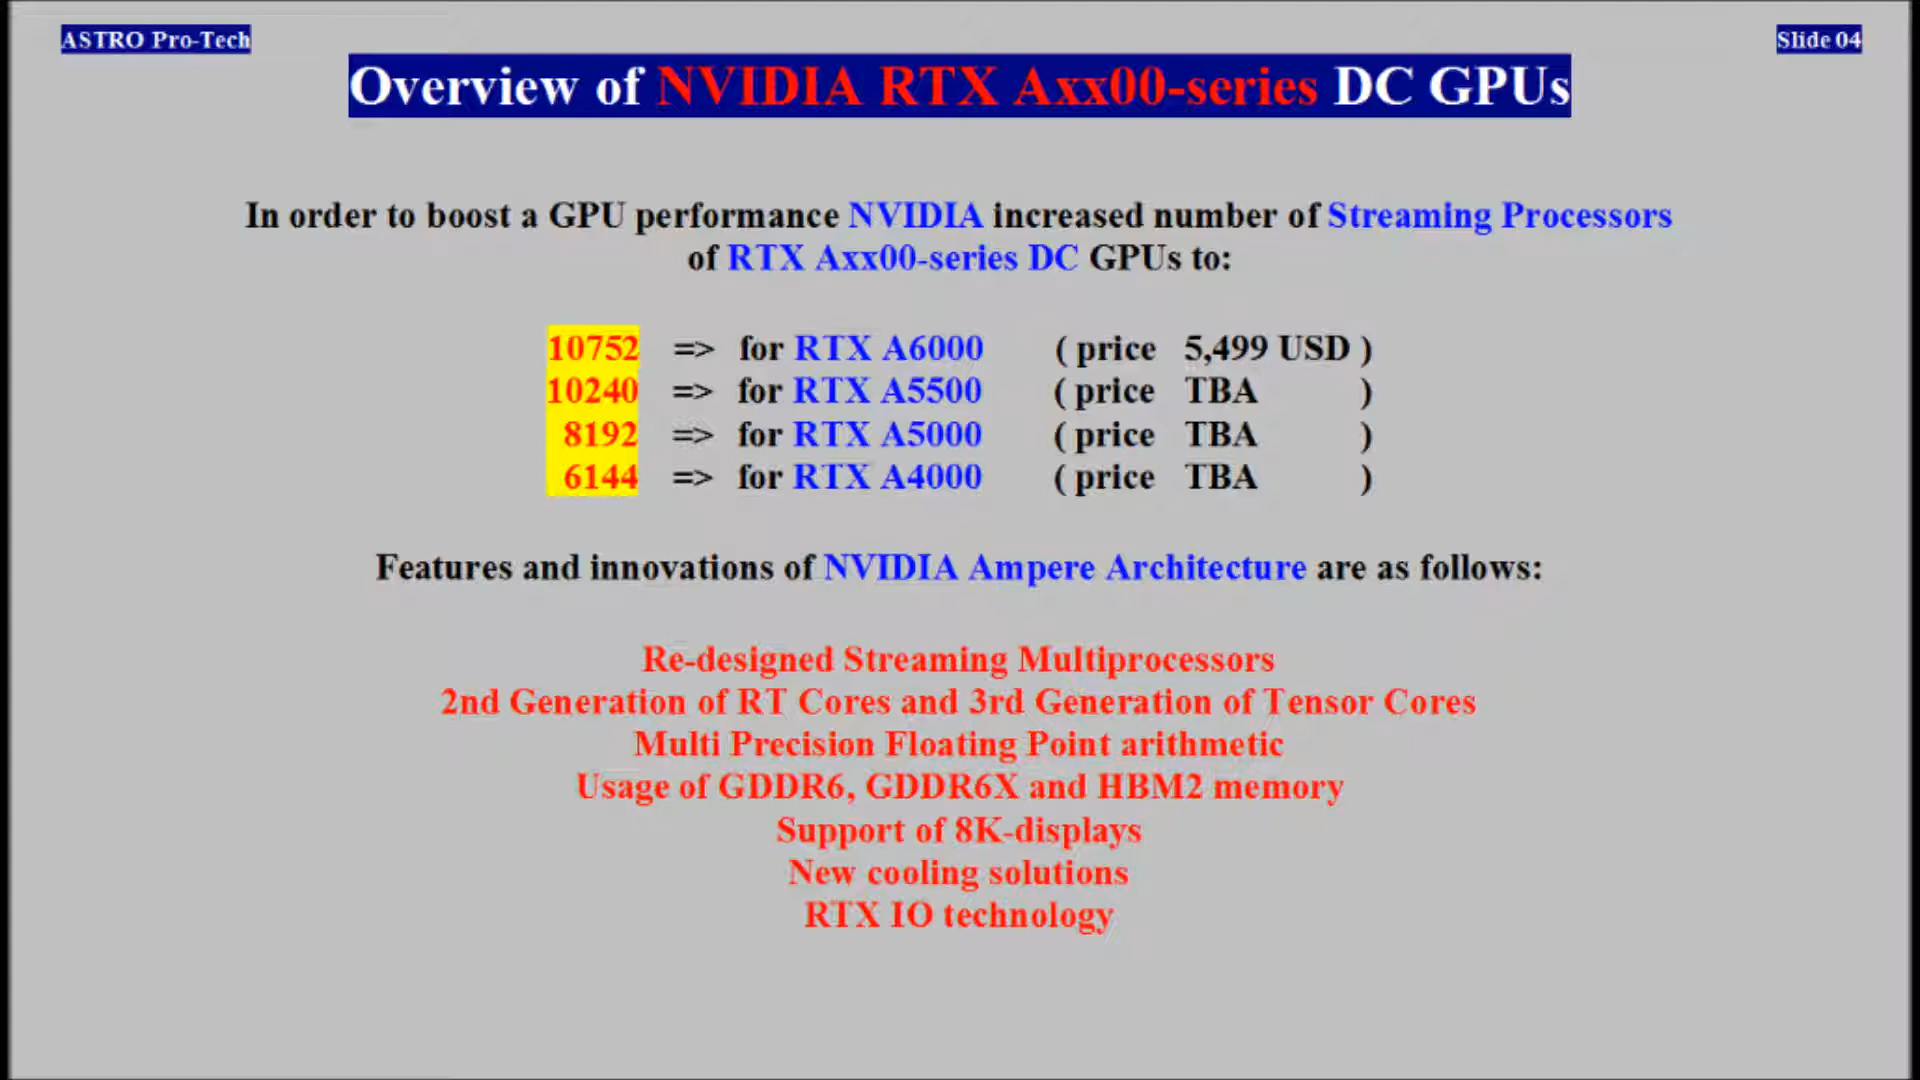 ASTRO Pro-Tech
Slide 04
Overview of NVIDIA RTX Axx00-series DC GPUs
In order to boost a GPU performance NVIDIA increased number of Streaming Processors
of RTX Axx00-series DC GPUs to:
10752 => for RTX A6000 ( price 5,499 USD )
10240 => for RTX A5500 ( price TBA )
8192 => for RTX A5000 ( price TBA )
6144 => for RTX A4000 ( price TBA )
Features and innovations of NVIDIA Ampere Architecture are as follows:
Re-designed Streaming Multiprocessors
2nd Generation of RT Cores and 3rd Generation of Tensor Cores
Multi Precision Floating Point arithmetic
Usage of GDDR6, GDDR6X and HBM2 memory
Support of 8K-displays
New cooling solutions
RTX IO technology